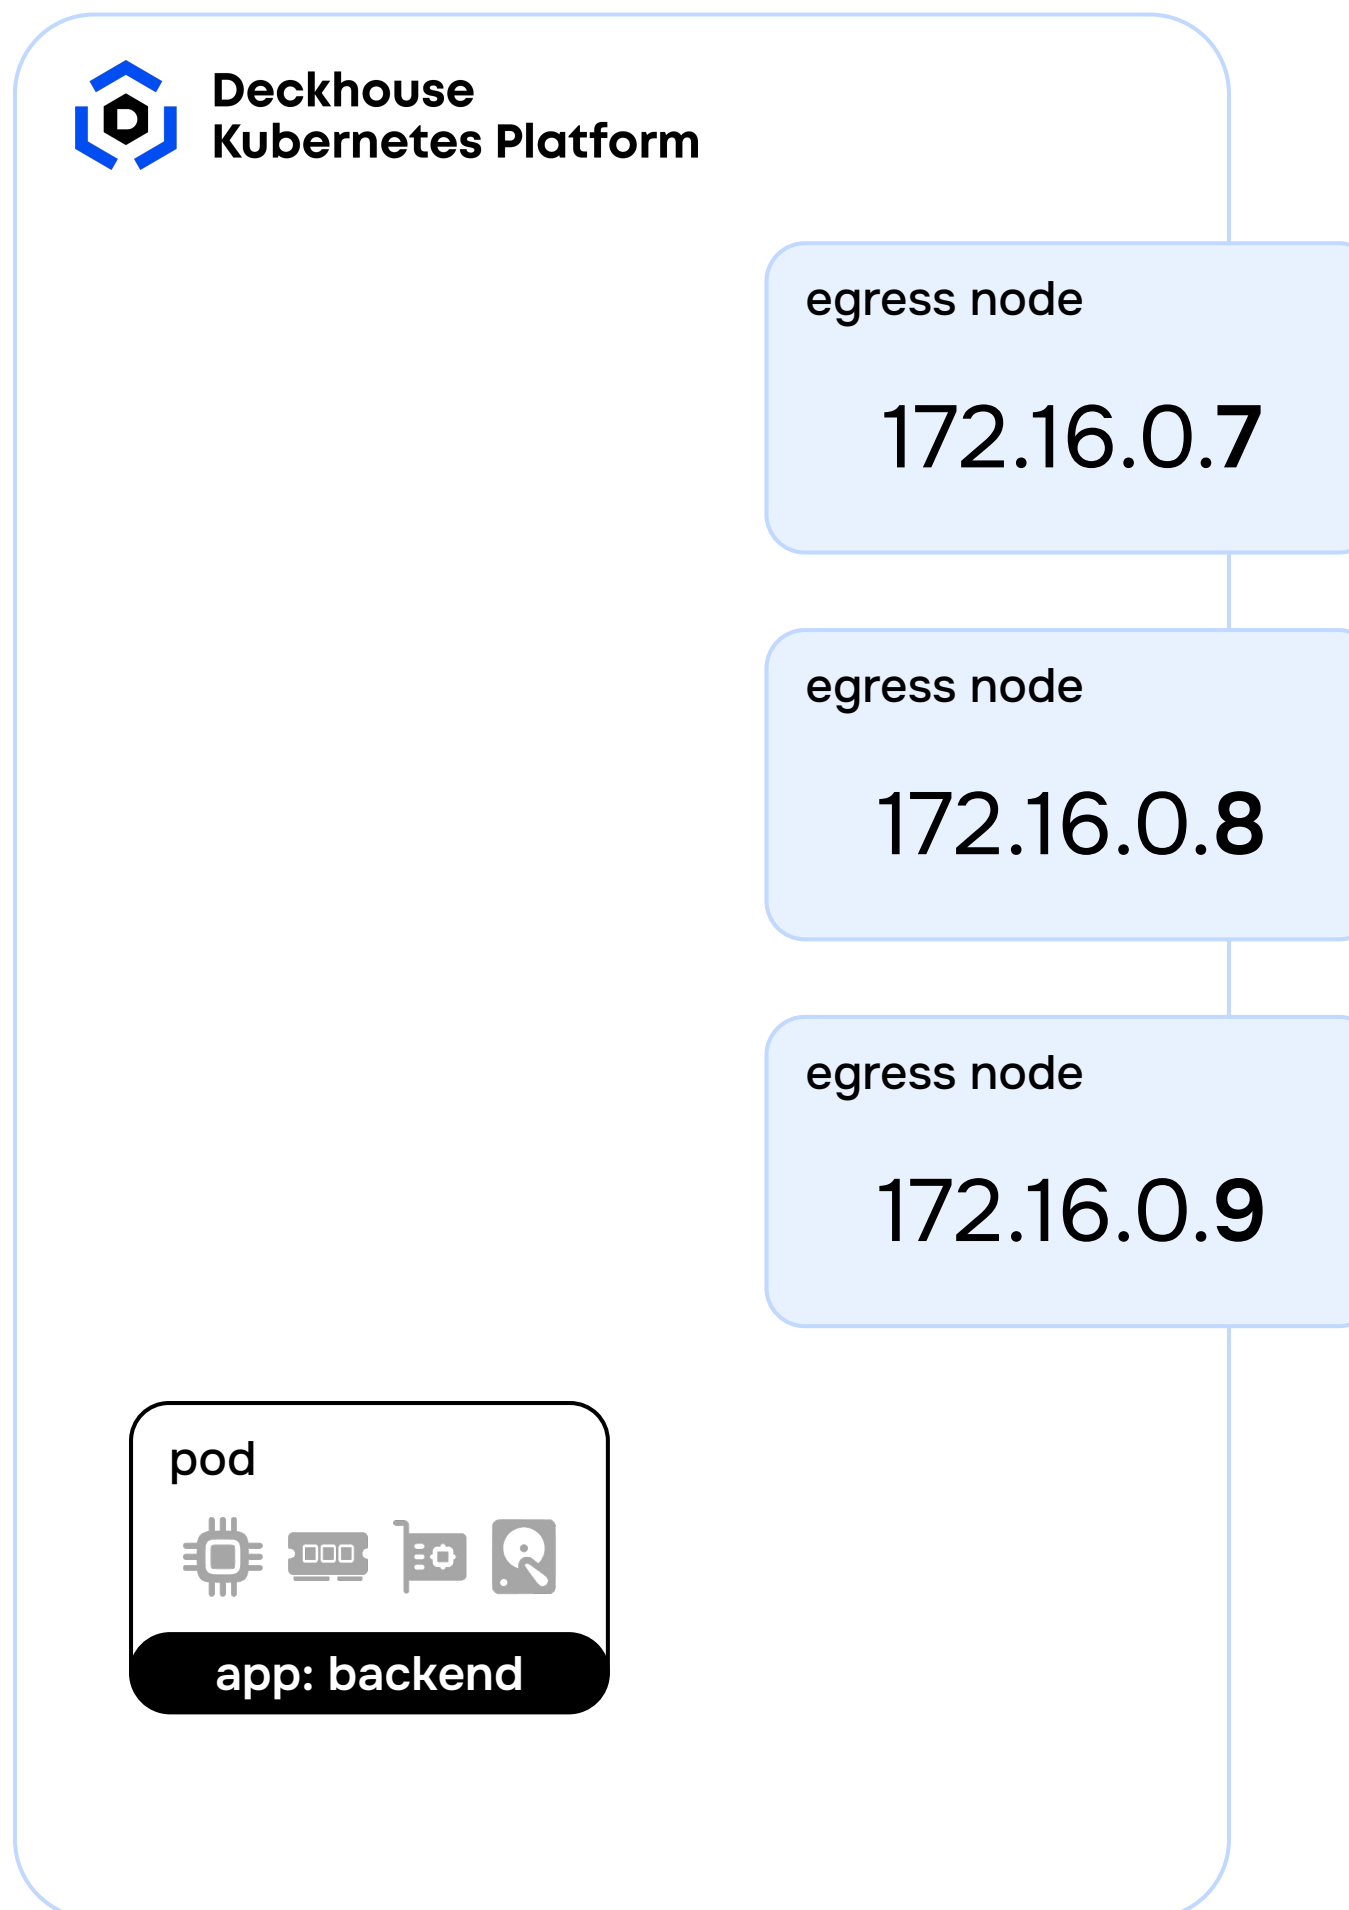 Deckhouse
Kubernetes Platform
egress node
172.16.0.7
egress node
172.16.0.8
egress node
172.16.0.9
pod
app: backend